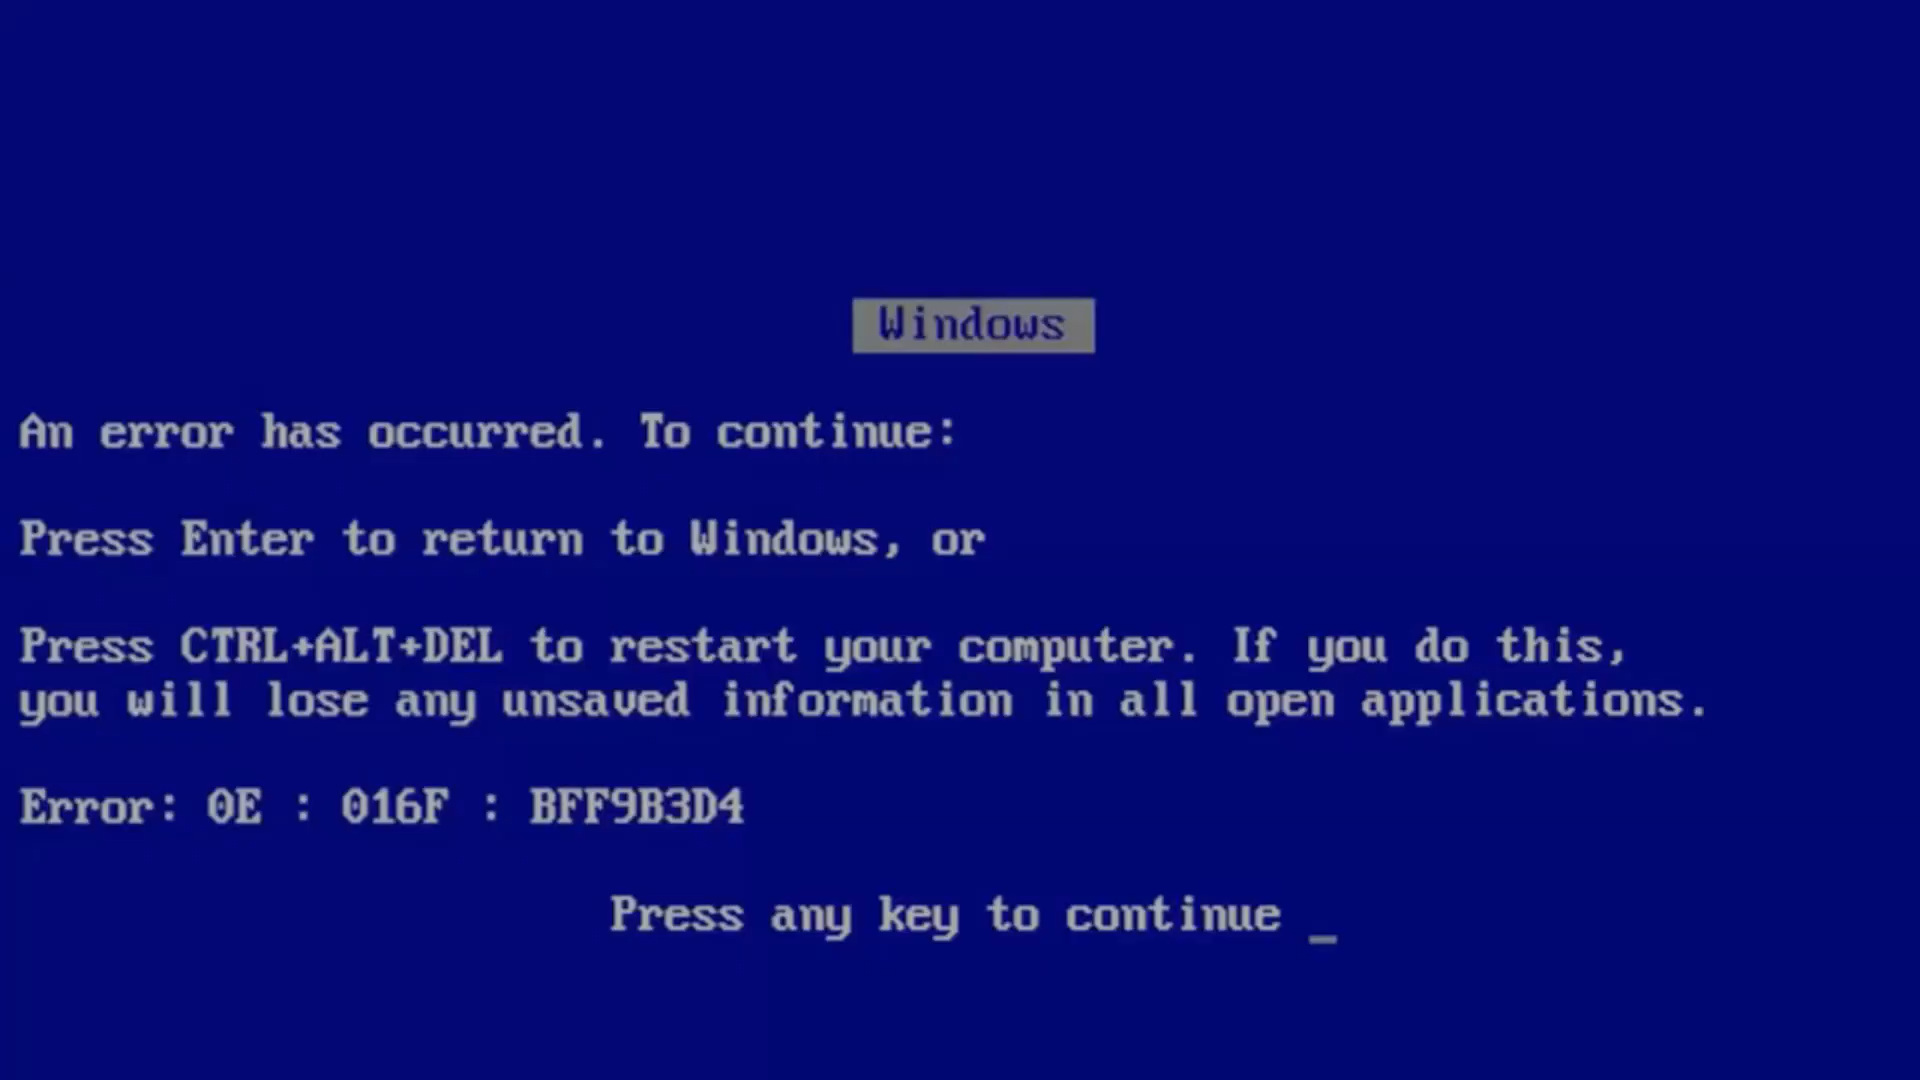 Windows
An error has occurred. To continue:
Press Enter to return to Windows, or
Press CTRL+ALT+DEL to restart your computer. If you do this,
you will lose any unsaved information in all open applications.
Error: 0E : 016F : BFF9B3D4
Press any key to continue _